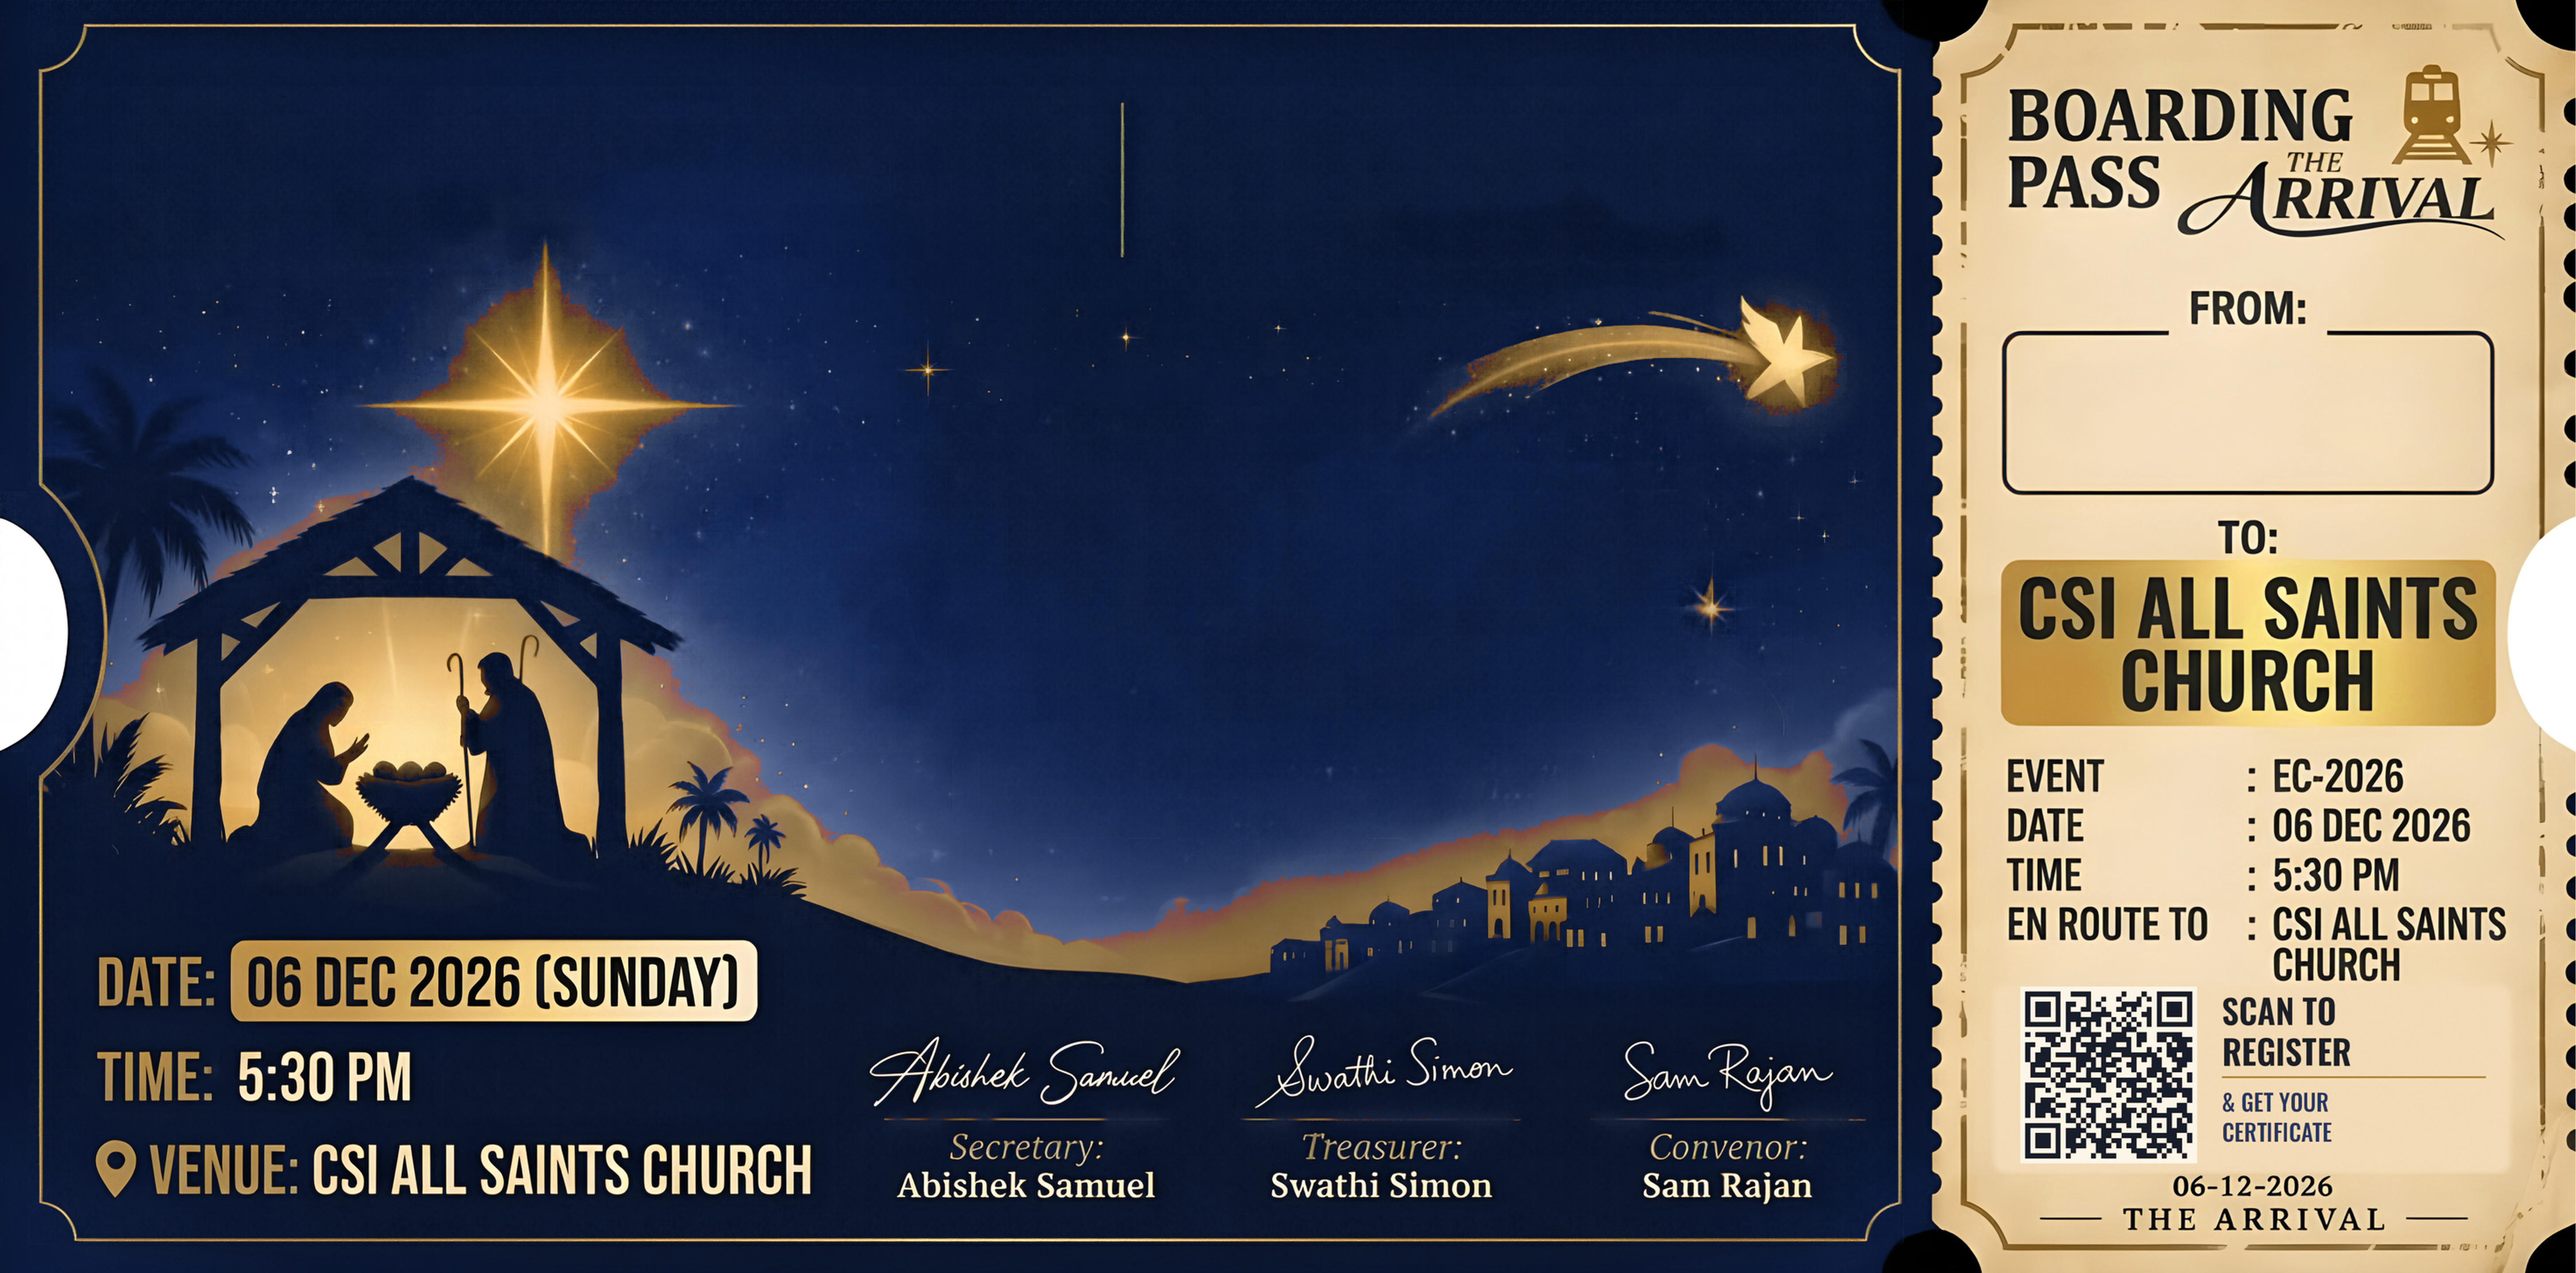 DATE: 06 DEC 2026 (SUNDAY)
TIME: 5:30 PM
VENUE: CSI ALL SAINTS CHURCH
Abishek Samuel
Secretary:
Abishek Samuel
Swathi Simon
Treasurer:
Swathi Simon
Sam Rajan
Convenor:
Sam Rajan
BOARDING
PASS THE ARRIVAL
FROM:
TO:
CSI ALL SAINTS
CHURCH
EVENT : EC-2026
DATE : 06 DEC 2026
TIME : 5:30 PM
EN ROUTE TO : CSI ALL SAINTS
CHURCH
SCAN TO
REGISTER
& GET YOUR
CERTIFICATE
06-12-2026
THE ARRIVAL